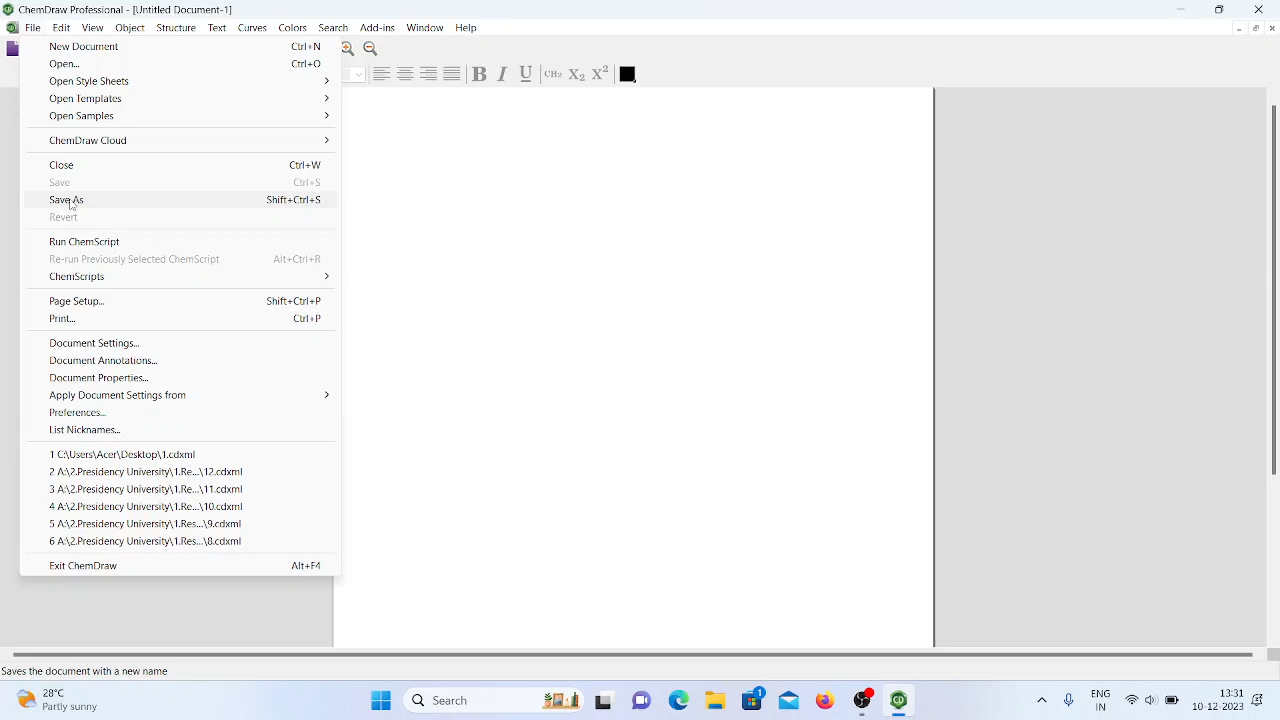 ChemDraw Professional - [Untitled Document-1]
File Edit View Object Structure Text Curves Colors Search Add-ins Window Help
New Document Ctrl+N
Open... Ctrl+O
Open Style Sheets
Open Templates
Open Samples
ChemDraw Cloud
Close Ctrl+W
Save Ctrl+S
Save As Shift+Ctrl+S
Revert
Run ChemScript
Re-run Previously Selected ChemScript Alt+Ctrl+R
ChemScripts
Page Setup... Shift+Ctrl+P
Print... Ctrl+P
Document Settings...
Document Annotations...
Document Properties...
Apply Document Settings from
Preferences...
List Nicknames...
1 C:\Users\Acer\Desktop\1.cdxml
2 A:\2.Presidency University\1.Re...\12.cdxml
3 A:\2.Presidency University\1.Re...\11.cdxml
4 A:\2.Presidency University\1.Re...\10.cdxml
5 A:\2.Presidency University\1.Res...\9.cdxml
6 A:\2.Presidency University\1.Res...\8.cdxml
Exit ChemDraw Alt+F4
B I U CH2 X2 X2
Saves the document with a new name
28°C
Partly sunny
Search
1
CD
ENG
IN
13:31
10-12-2023